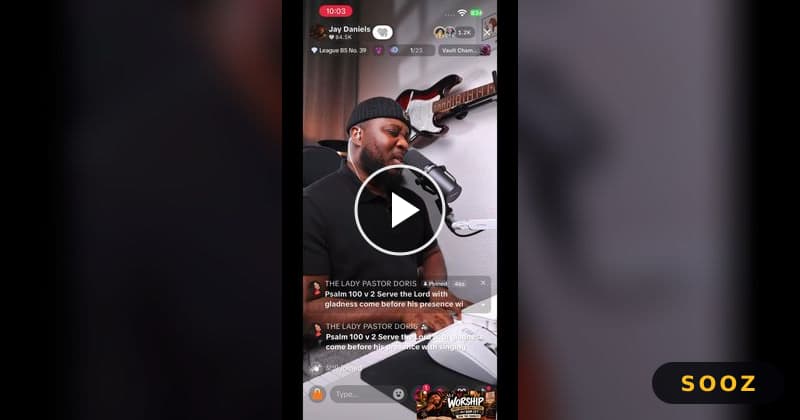 10:03
Jay Daniels
84.5K
1.2K
League B5 No. 39
1/25
Vault Cham...
THE LADY PASTOR DORIS
Pinned
Psalm 100 v 2 Serve the Lord with
gladness come before his presence wi
THE LADY PASTOR DORIS
Psalm 100 v 2 Serve the Lord with gladness
come before his presence with singing
joined
Type...
WORSHIP
SOOZ